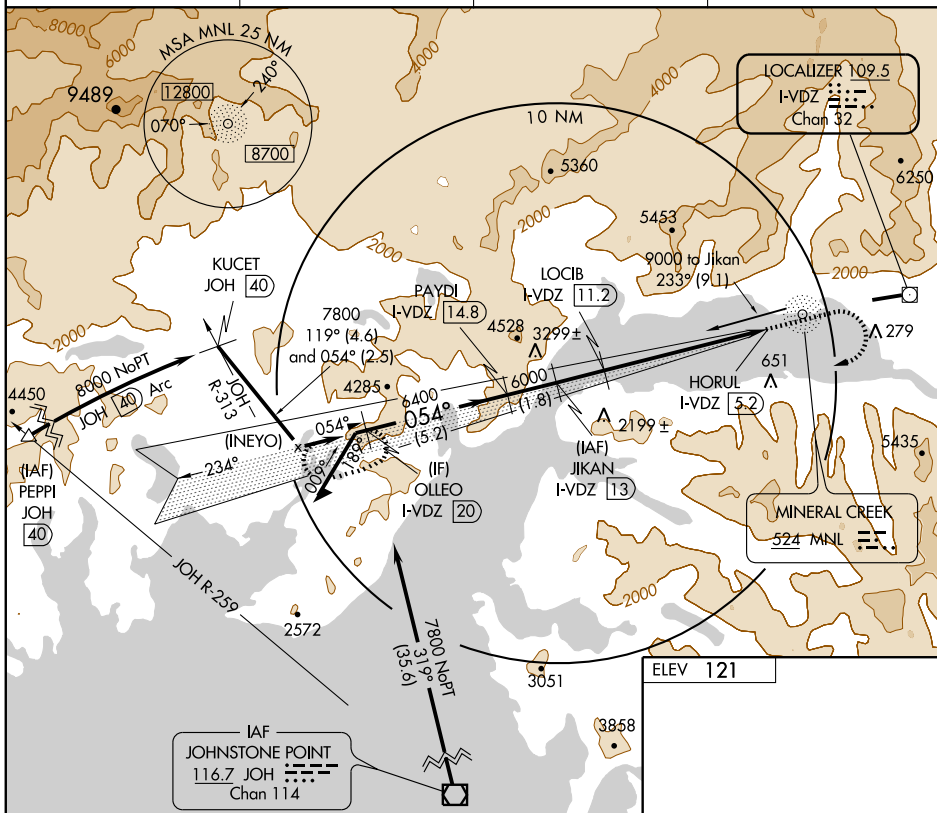 8000
6000
4000
MSA MNL 25 NM
240°
12800
070°
8700
9489
4000
LOCALIZER 109.5
I-VDZ
Chan 32
10 NM
5360
6250
2000
5453
2000
9000 to Jikan
233° (9.1)
2000
KUCET
JOH 40
LOCIB
I-VDZ 11.2
PAYDI
I-VDZ 14.8
7800
119° (4.6)
and 054° (2.5)
4528
3299±
279
2000
8000 NoPT
JOH 40 Arc
JOH
R-313
4285
6400
6000
651
HORUL
I-VDZ 5.2
4450
054°
054°
(5.2)
(1.8)
2199±
(INEYO)
234°
009°
189°
(IF)
OLLEO
I-VDZ 20
(IAF)
JIKAN
I-VDZ 13
5435
(IAF)
PEPPI
JOH
40
MINERAL CREEK
524 MNL
JOH R-259
2000
2572
7800 NoPT
319°
(35.6)
3051
ELEV 121
3858
IAF
JOHNSTONE POINT
116.7 JOH
Chan 114